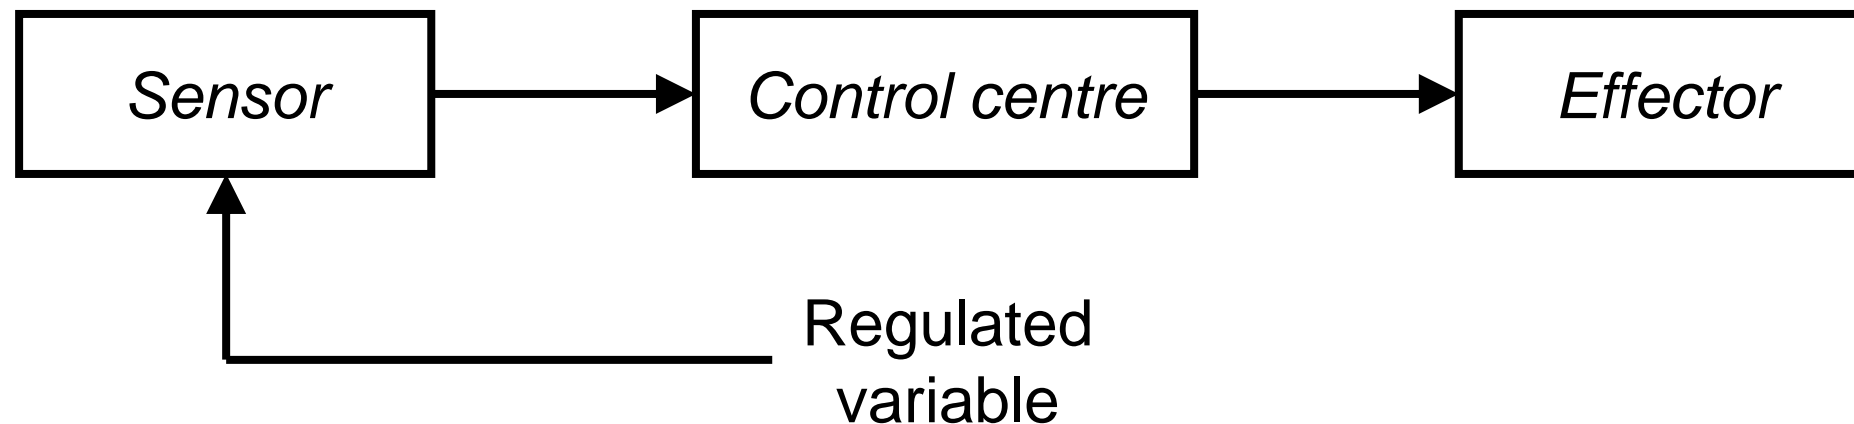 Sensor
Control centre
Effector
Regulated
variable